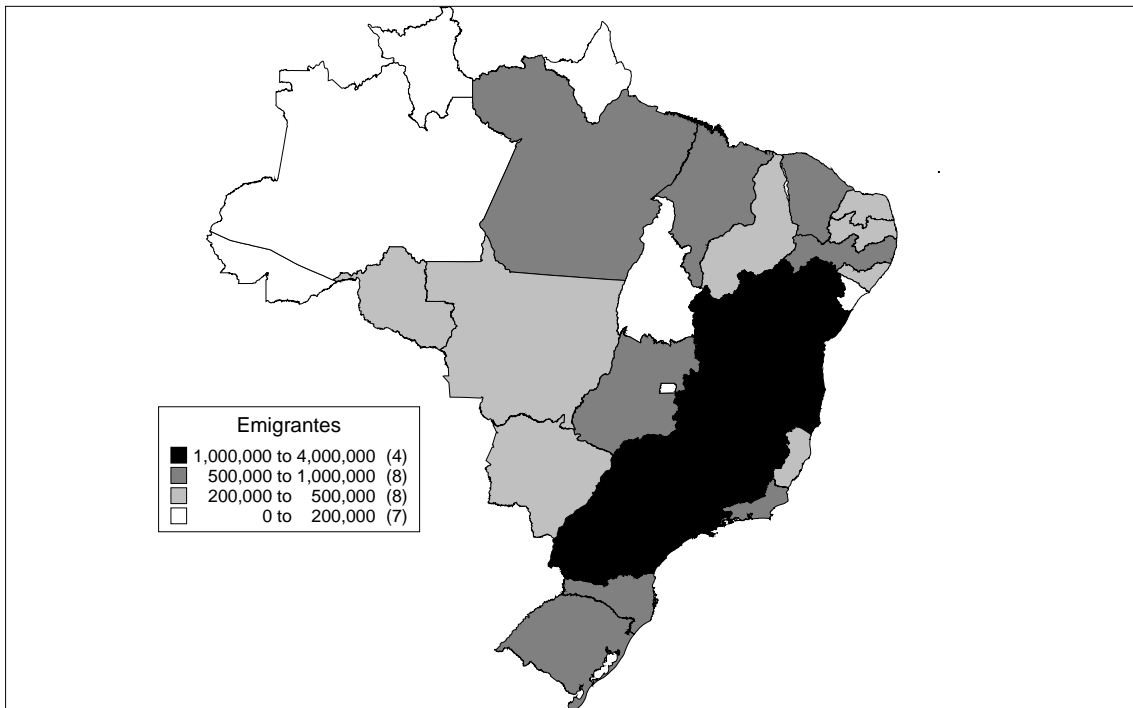 Emigrantes
1,000,000 to 4,000,000 (4)
500,000 to 1,000,000 (8)
200,000 to 500,000 (8)
0 to 200,000 (7)